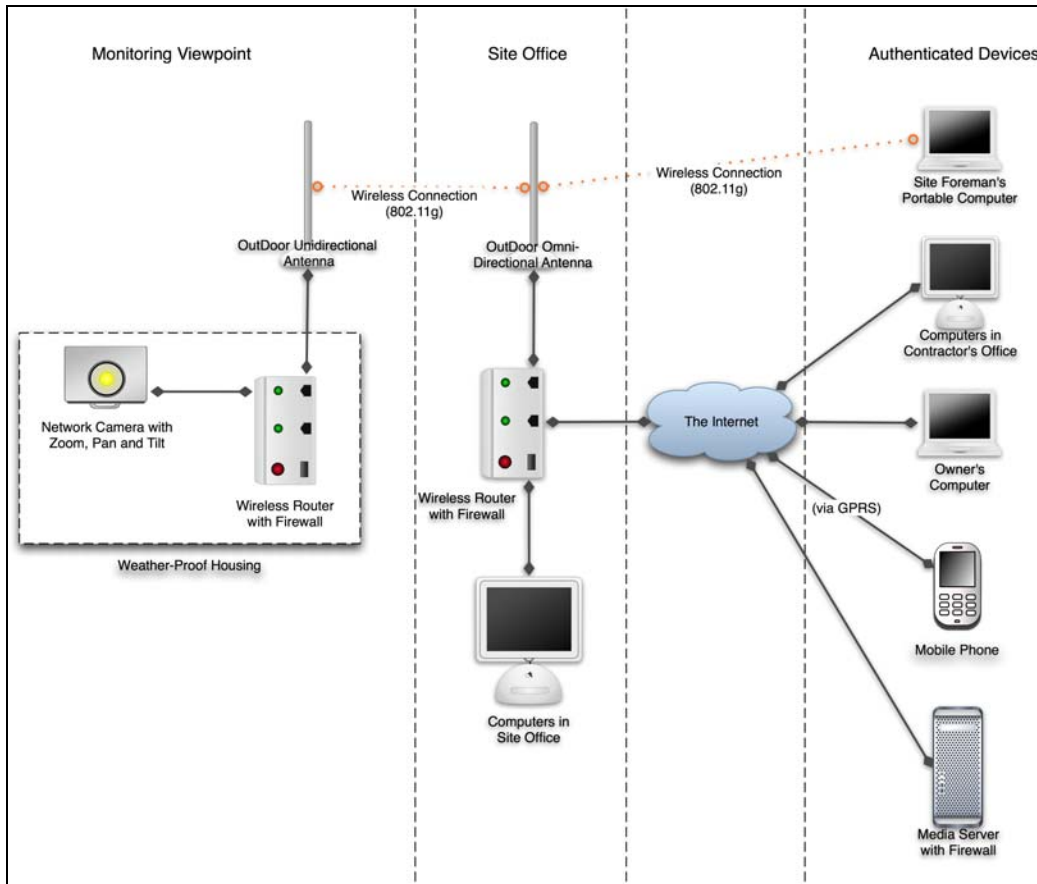 Monitoring Viewpoint
Site Office
Authenticated Devices
Wireless Connection
(802.11g)
Wireless Connection
(802.11g)
Site Foreman's
Portable Computer
OutDoor Unidirectional
Antenna
OutDoor Omni-
Directional Antenna
Computers in
Contractor's Office
Network Camera with
Zoom, Pan and Tilt
The Internet
Owner's
Computer
Wireless Router
with Firewall
Wireless Router
with Firewall
(via GPRS)
Weather-Proof Housing
Mobile Phone
Computers in
Site Office
Media Server
with Firewall